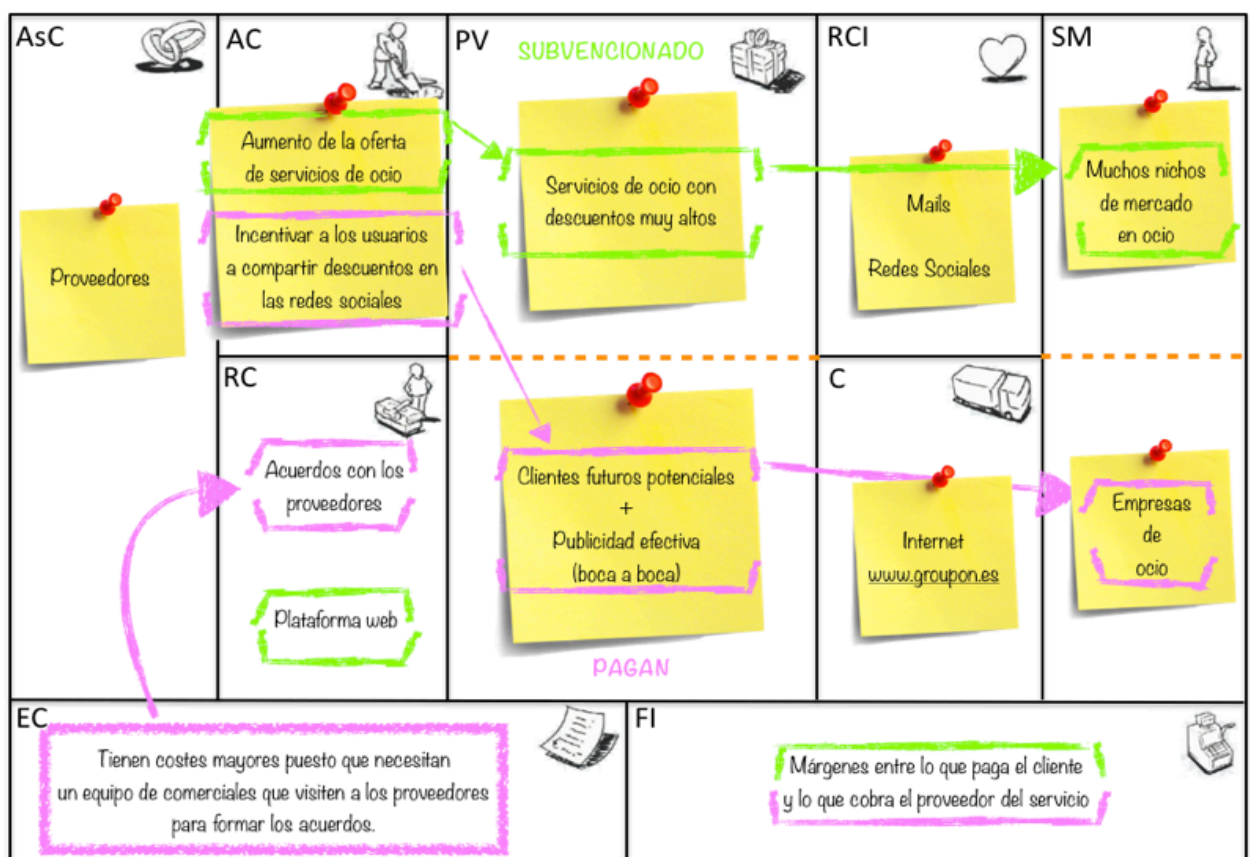 AsC
Proveedores
AC
Aumento de la oferta
de servicios de ocio
Incentivar a los usuarios
a compartir descuentos en
las redes sociales
RC
Acuerdos con los
proveedores
Plataforma web
PV
SUBVENCIONADO
Servicios de ocio con
descuentos muy altos
Clientes futuros potenciales
+
Publicidad efectiva
(boca a boca)
PAGAN
RCI
Mails
Redes Sociales
C
Internet
www.groupon.es
SM
Muchos nichos
de mercado
en ocio
Empresas
de
ocio
EC
Tienen costes mayores puesto que necesitan
un equipo de comerciales que visiten a los proveedores
para formar los acuerdos.
FI
Márgenes entre lo que paga el cliente
y lo que cobra el proveedor del servicio